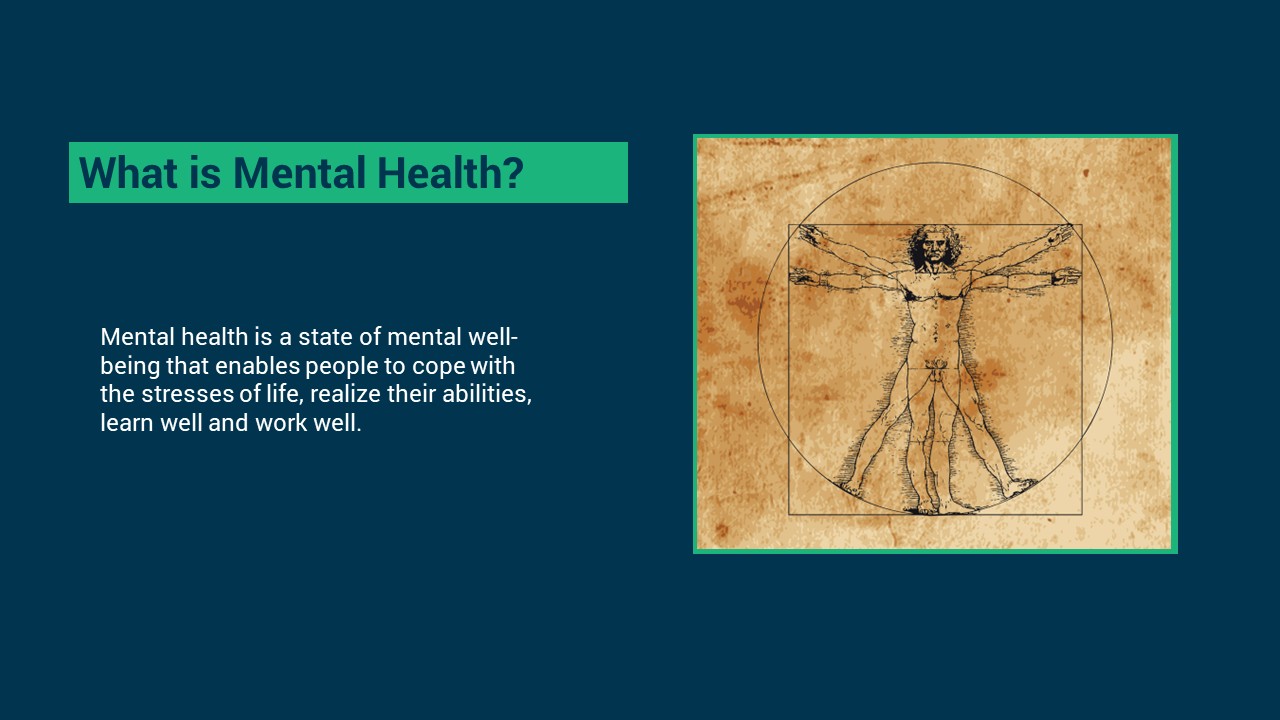 What is Mental Health?
Mental health is a state of mental well-
being that enables people to cope with
the stresses of life, realize their abilities,
learn well and work well.